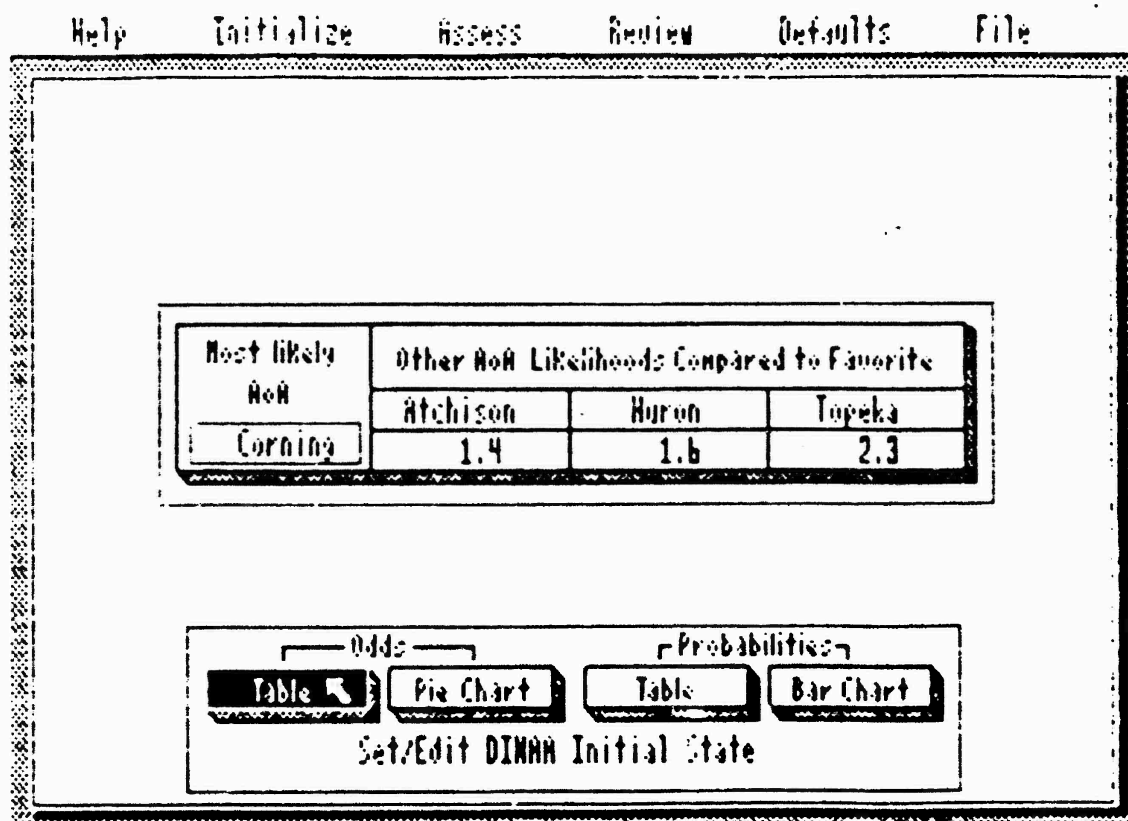 Help Initialize Assess Review Defaults File
Most likely
AoA
Corning
Other AoA Likelihoods Compared to Favorite
Atchison Huron Topeka
1.4 1.6 2.3
Odds Probabilities
Table Pie Chart Table Bar Chart
Set/Edit DINAA Initial State